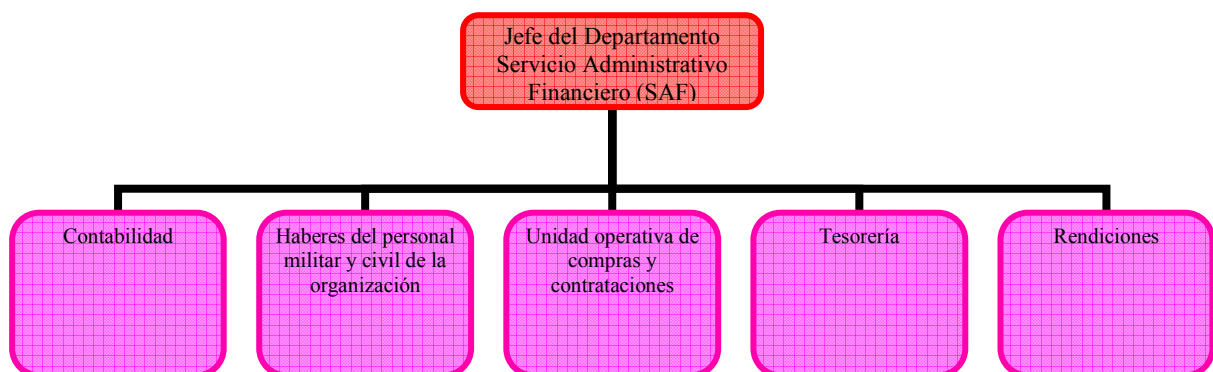 Jefe del Departamento
Servicio Administrativo
Financiero (SAF)
Contabilidad
Haberes del personal
militar y civil de la
organización
Unidad operativa de
compras y
contrataciones
Tesorería
Rendiciones